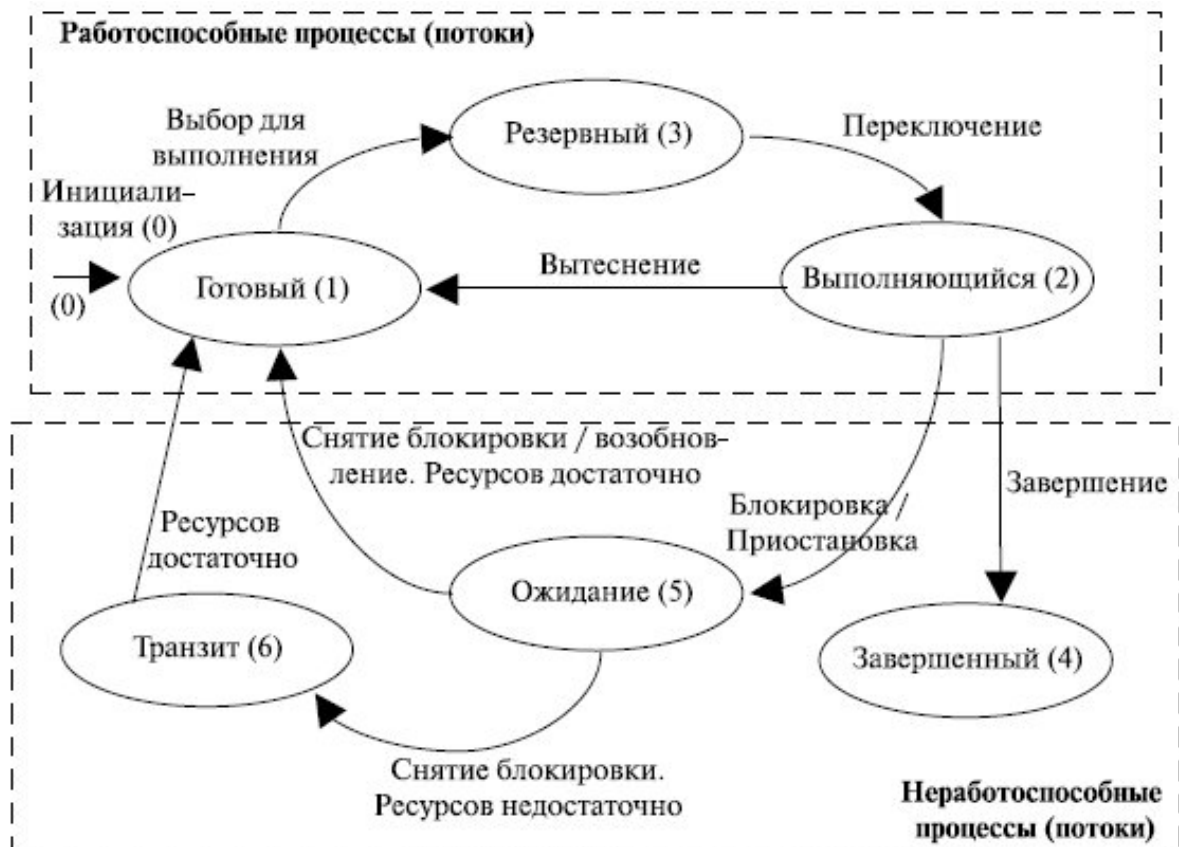 Работоспособные процессы (потоки)
Выбор для
выполнения
Резервный (3)
Переключение
Инициали-
зация (0)
(0)
Готовый (1)
Вытеснение
Выполняющийся (2)
Снятие блокировки / возобнов-
ление. Ресурсов достаточно
Ресурсов
достаточно
Блокировка /
Приостановка
Завершение
Ожидание (5)
Транзит (6)
Завершенный (4)
Снятие блокировки.
Ресурсов недостаточно
Неработоспособные
процессы (потоки)